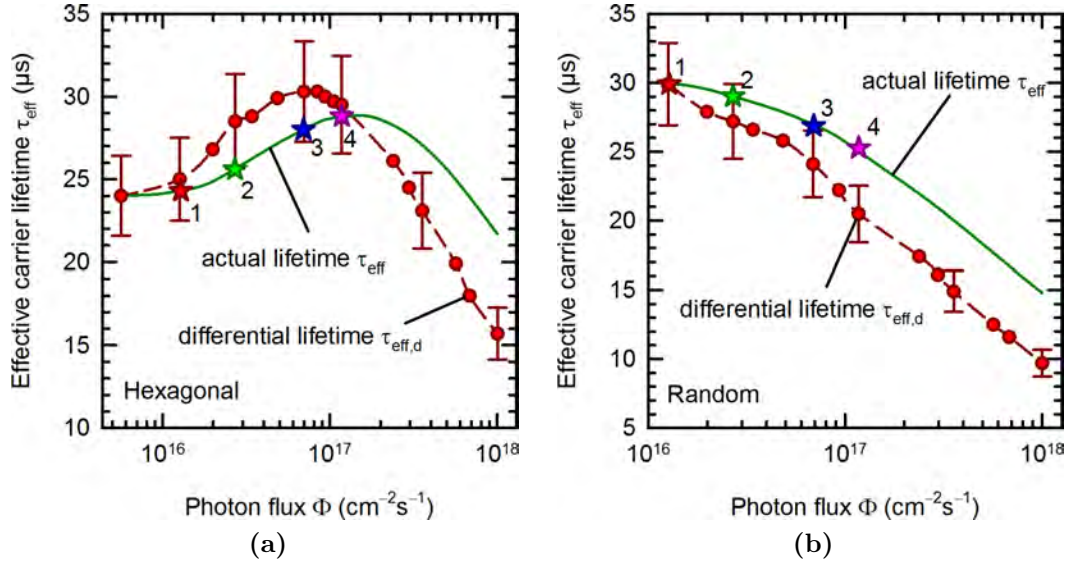 Effective carrier lifetime τeff (μs)
35
30
25
20
15
10
1
2
3
4
actual lifetime τeff
differential lifetime τeff,d
Hexagonal
10^16
10^17
10^18
Photon flux Φ (cm⁻²s⁻¹)
(a)
Effective carrier lifetime τeff (μs)
35
30
25
20
15
10
5
1
2
3
4
actual lifetime τeff
differential lifetime τeff,d
Random
10^16
10^17
10^18
Photon flux Φ (cm⁻²s⁻¹)
(b)